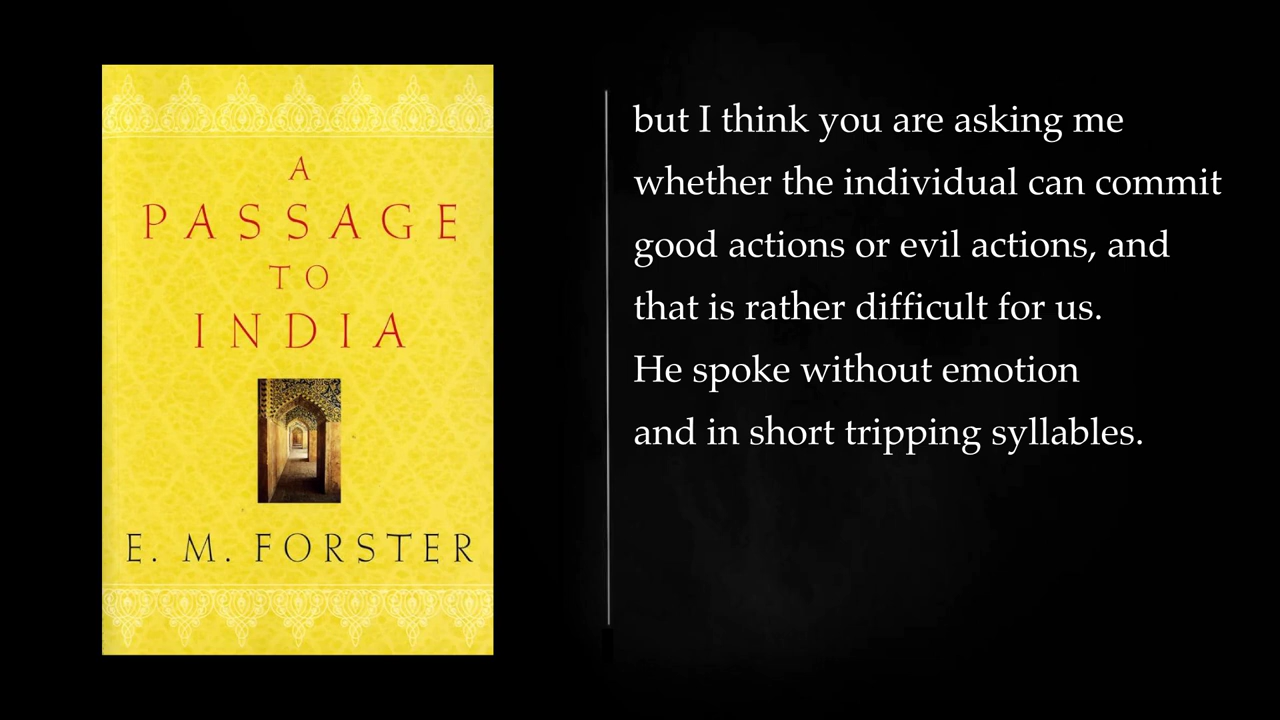 A
PASSAGE
TO
INDIA
E. M. FORSTER
but I think you are asking me
whether the individual can commit
good actions or evil actions, and
that is rather difficult for us.
He spoke without emotion
and in short tripping syllables.